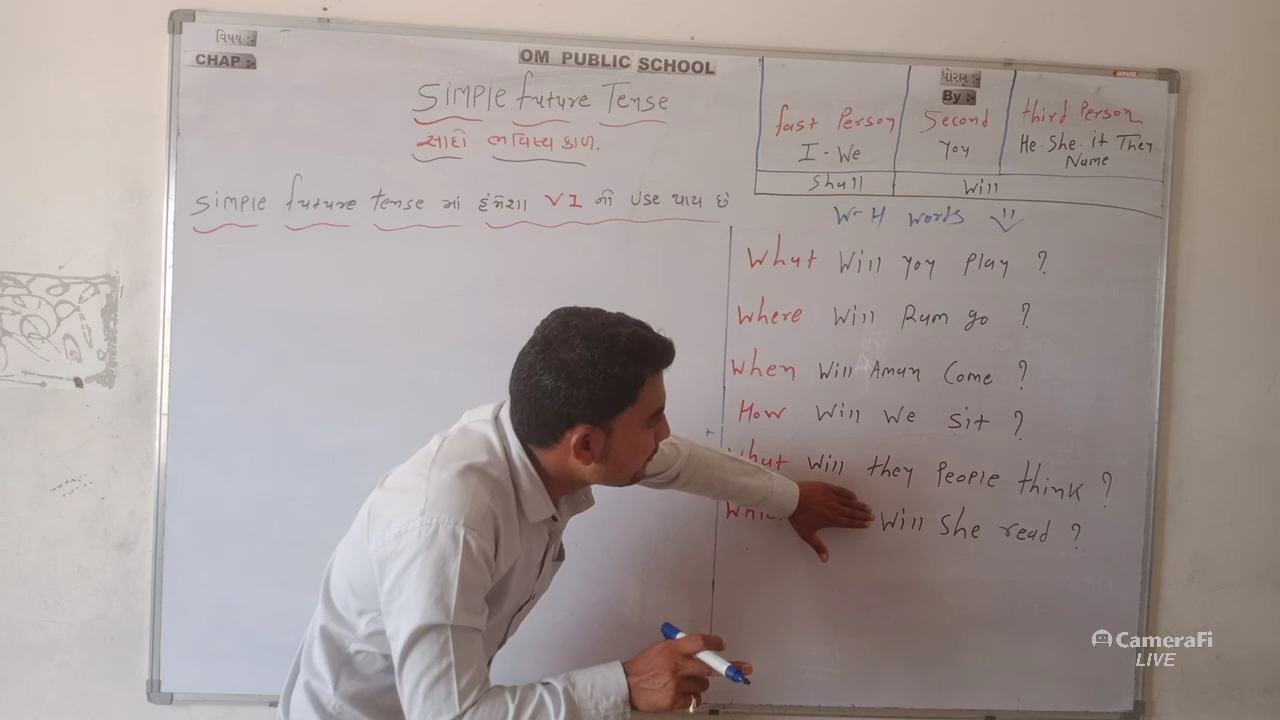 વિષય :-
CHAP :-
OM PUBLIC SCHOOL
ધોરણ :-
By :-
Simple future Tense
સાદો ભવિષ્ય કાળ.
Simple future tense માં હંમેશા V1 નો use થાય છે
fast Person
I - We
Second
You
third Person
He. She. it They
Name
Shall
Will
W-H words
What Will you Play ?
Where Will Ram go ?
When Will Aman Come ?
How Will We Sit ?
What Will they People think ?
Will She read ?
CameraFi
LIVE